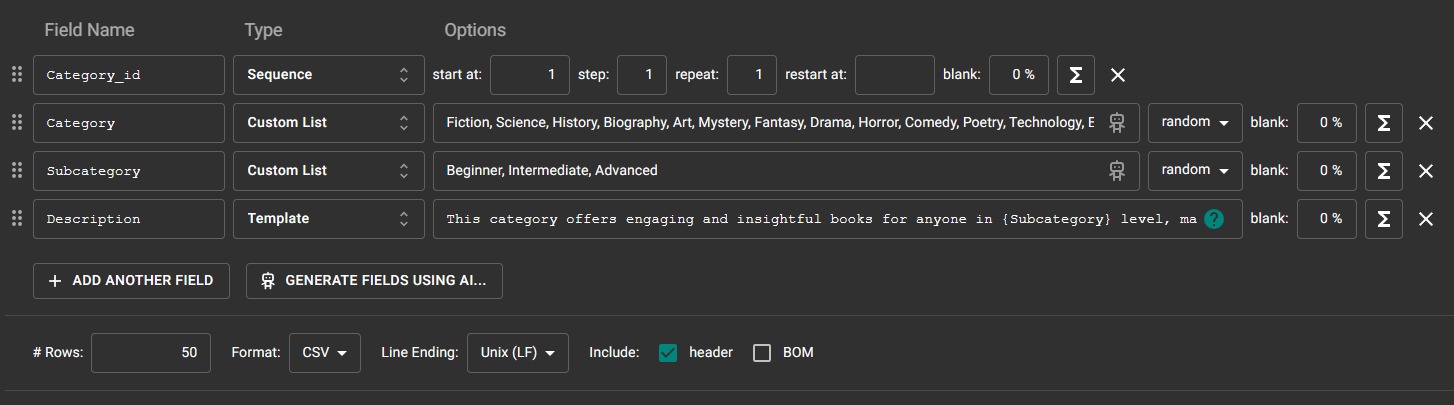 Field Name Type Options
Category_id Sequence start at: 1 step: 1 repeat: 1 restart at: blank: 0 % Σ
Category Custom List Fiction, Science, History, Biography, Art, Mystery, Fantasy, Drama, Horror, Comedy, Poetry, Technology, E random blank: 0 % Σ
Subcategory Custom List Beginner, Intermediate, Advanced random blank: 0 % Σ
Description Template This category offers engaging and insightful books for anyone in {Subcategory} level, ma ? blank: 0 % Σ
+ ADD ANOTHER FIELD GENERATE FIELDS USING AI...
# Rows: 50 Format: CSV Line Ending: Unix (LF) Include: header BOM